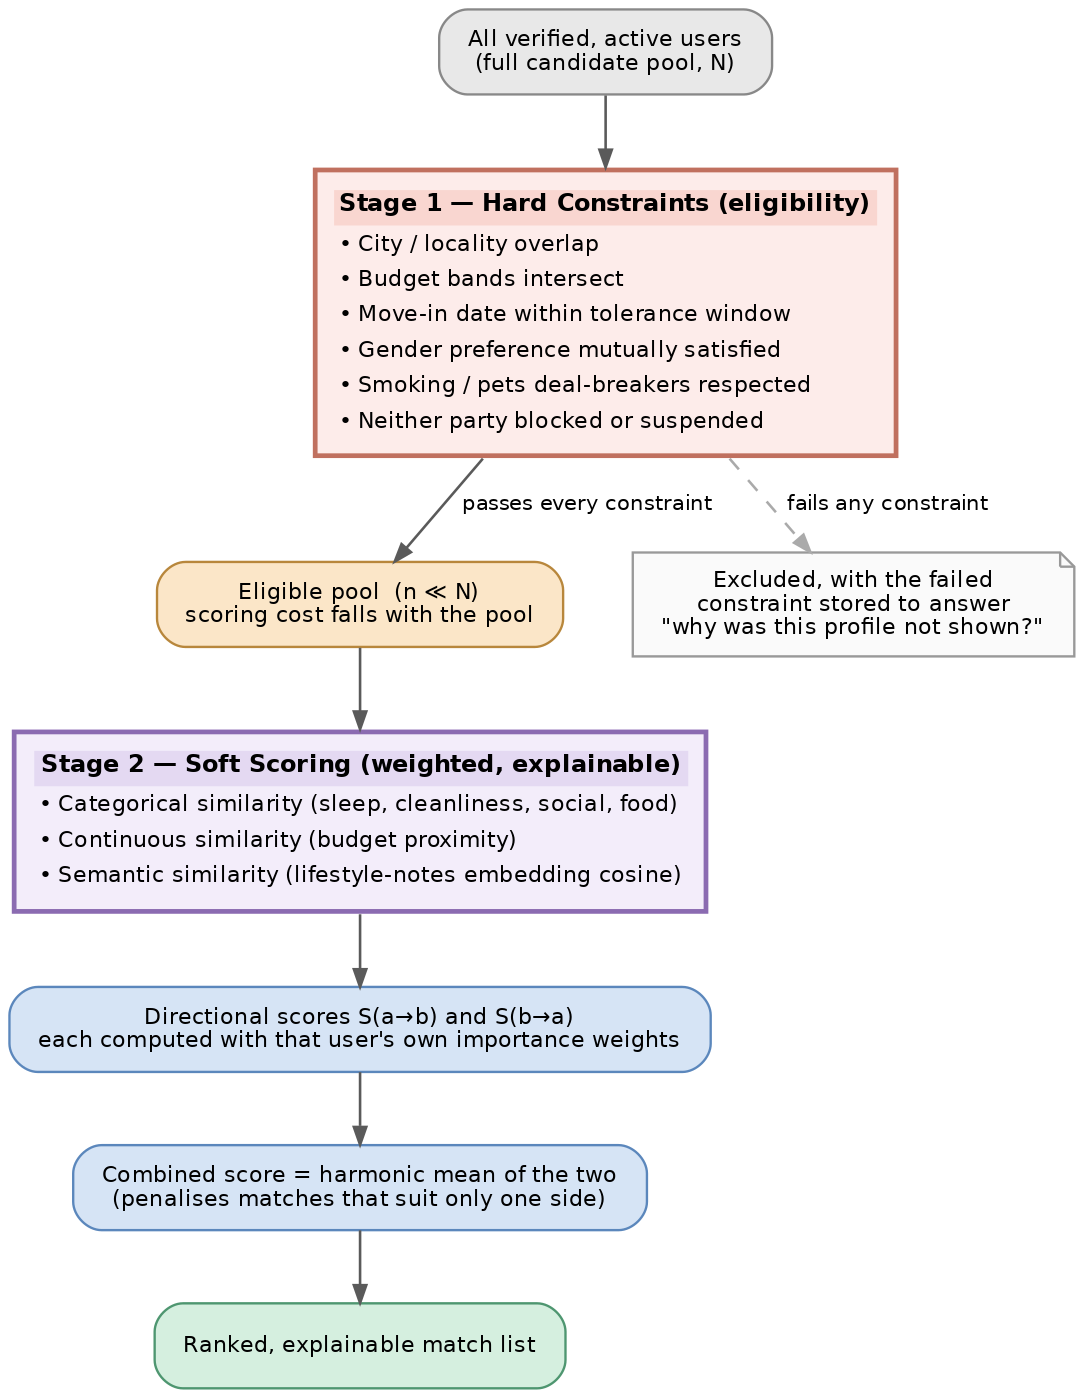 All verified, active users
(full candidate pool, N)
Stage 1 — Hard Constraints (eligibility)
• City / locality overlap
• Budget bands intersect
• Move-in date within tolerance window
• Gender preference mutually satisfied
• Smoking / pets deal-breakers respected
• Neither party blocked or suspended
passes every constraint
fails any constraint
Eligible pool (n ≪ N)
scoring cost falls with the pool
Excluded, with the failed
constraint stored to answer
"why was this profile not shown?"
Stage 2 — Soft Scoring (weighted, explainable)
• Categorical similarity (sleep, cleanliness, social, food)
• Continuous similarity (budget proximity)
• Semantic similarity (lifestyle-notes embedding cosine)
Directional scores S(a→b) and S(b→a)
each computed with that user's own importance weights
Combined score = harmonic mean of the two
(penalises matches that suit only one side)
Ranked, explainable match list